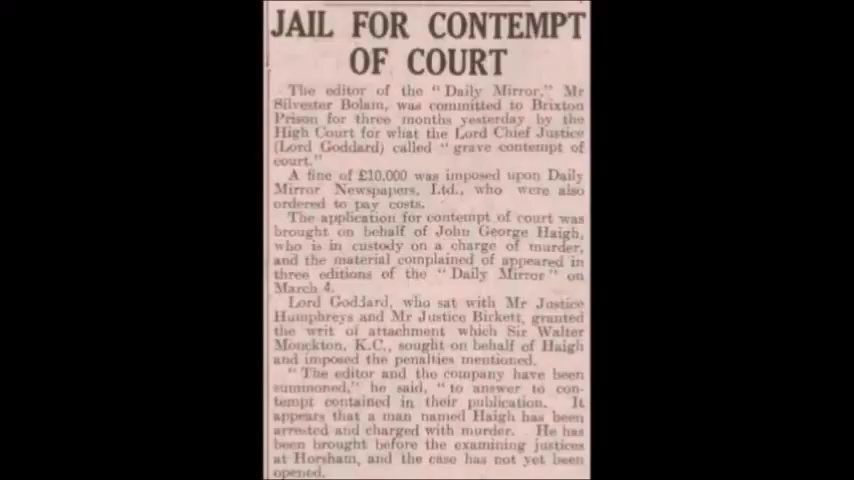 JAIL FOR CONTEMPT
OF COURT
The editor of the "Daily Mirror," Mr
Silvester Bolam, was committed to Brixton
Prison for three months yesterday by the
High Court for what the Lord Chief Justice
(Lord Goddard) called "grave contempt of
court."
A fine of £10,000 was imposed upon Daily
Mirror Newspapers, Ltd., who were also
ordered to pay costs.
The application for contempt of court was
brought on behalf of John George Haigh,
who is in custody on a charge of murder,
and the material complained of appeared in
three editions of the "Daily Mirror" on
March 4.
Lord Goddard, who sat with Mr Justice
Humphreys and Mr Justice Birkett, granted
the writ of attachment which Sir Walter
Monckton, K.C., sought on behalf of Haigh
and imposed the penalties mentioned.
"The editor and the company have been
summoned," he said, "to answer to con-
tempt contained in their publication. It
appears that a man named Haigh has been
arrested and charged with murder. He has
been brought before the examining justices
at Horsham, and the case has not yet been
opened.